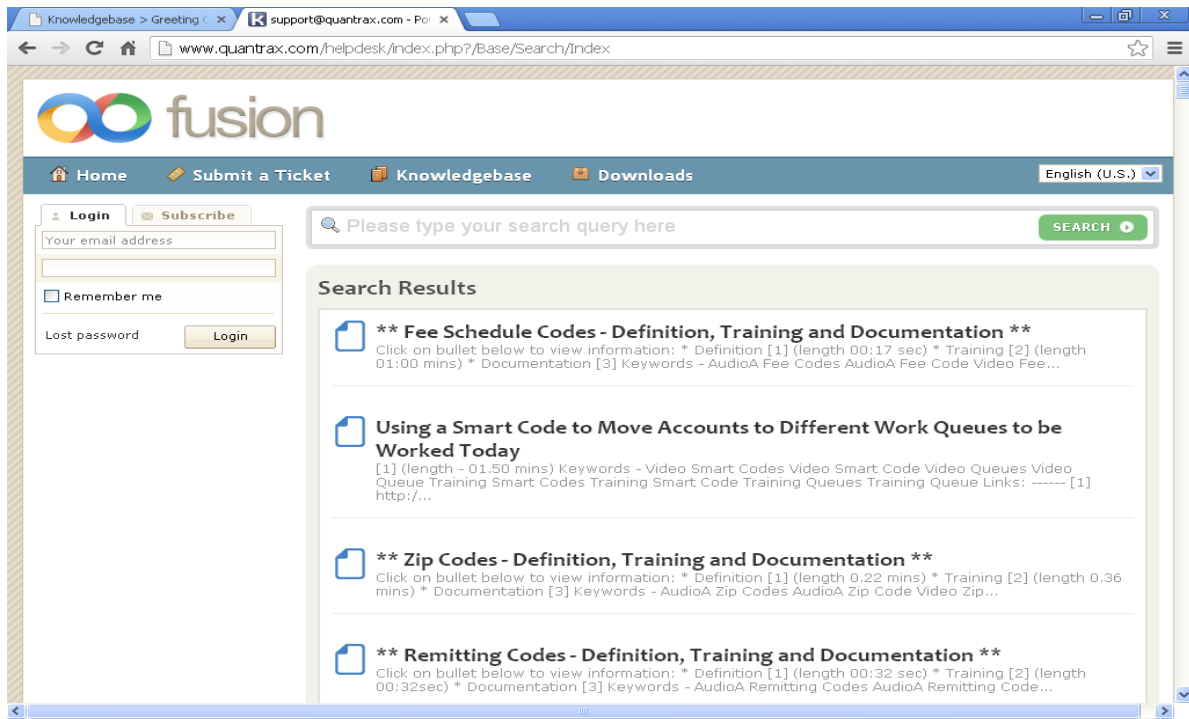 Knowledgebase > Greeting C
support@quantrax.com - Po
www.quantrax.com/helpdesk/index.php?/Base/Search/Index
fusion
Home
Submit a Ticket
Knowledgebase
Downloads
English (U.S.)
Login
Subscribe
Your email address
Remember me
Lost password
Login
Please type your search query here
SEARCH
Search Results
** Fee Schedule Codes - Definition, Training and Documentation **
Click on bullet below to view information: * Definition [1] (length 00:17 sec) * Training [2] (length
01:00 mins) * Documentation [3] Keywords - AudioA Fee Codes AudioA Fee Code Video Fee...
Using a Smart Code to Move Accounts to Different Work Queues to be
Worked Today
[1] (length - 01.50 mins) Keywords - Video Smart Codes Video Smart Code Video Queues Video
Queue Training Smart Codes Training Smart Code Training Queues Training Queue Links: ------ [1]
http:/...
** Zip Codes - Definition, Training and Documentation **
Click on bullet below to view information: * Definition [1] (length 0.22 mins) * Training [2] (length 0.36
mins) * Documentation [3] Keywords - AudioA Zip Codes AudioA Zip Code Video Zip...
** Remitting Codes - Definition, Training and Documentation **
Click on bullet below to view information: * Definition [1] (length 00:32 sec) * Training [2] (length
00:32sec) * Documentation [3] Keywords - AudioA Remitting Codes AudioA Remitting Code...